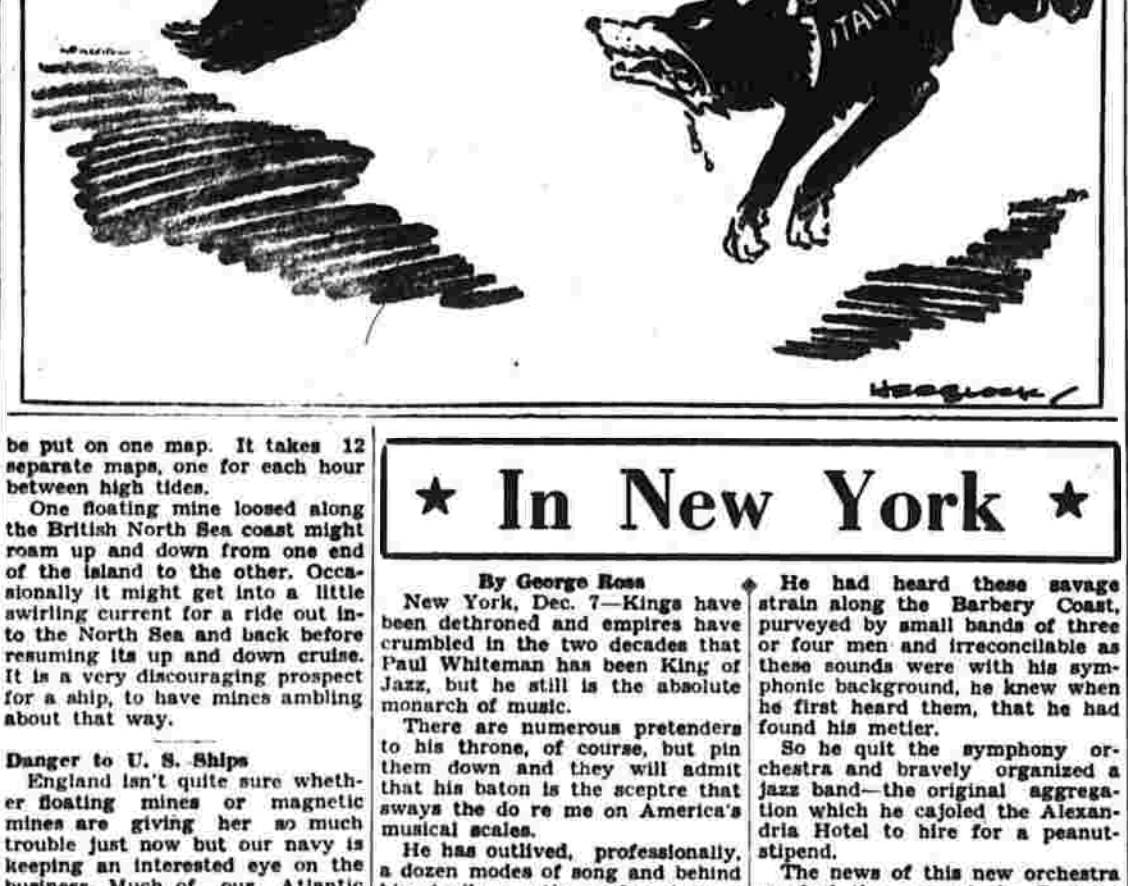 ITALY
HERBLOCK
be put on one map. It takes 12
separate maps, one for each hour
between high tides.
One floating mine loosed along
the British North Sea coast might
roam up and down from one end
of the island to the other. Occa-
sionally it might get into a little
swirling current for a ride out in-
to the North Sea and back before
resuming its up and down cruise.
It is a very discouraging prospect
for a ship, to have mines ambling
about that way.
Danger to U. S. Ships
England isn't quite sure wheth-
er floating mines or magnetic
mines are giving her so much
trouble just now but our navy is
keeping an interested eye on the
business. Much of our Atlantic
★ In New York ★
By George Ross
New York, Dec. 7—Kings have
been dethroned and empires have
crumbled in the two decades that
Paul Whiteman has been King of
Jazz, but he still is the absolute
monarch of music.
There are numerous pretenders
to his throne, of course, but pin
them down and they will admit
that his baton is the sceptre that
sways the do re me on America's
musical scales.
He has outlived, professionally,
a dozen modes of song and behind
He had heard these savage
strain along the Barbery Coast,
purveyed by small bands of three
or four men and irreconcilable as
these sounds were with his sym-
phonic background, he knew when
he first heard them, that he had
found his metier.
So he quit the symphony or-
chestra and bravely organized a
jazz band—the original aggrega-
tion which he cajoled the Alexan-
dria Hotel to hire for a peanut-
stipend.
The news of this new orchestra